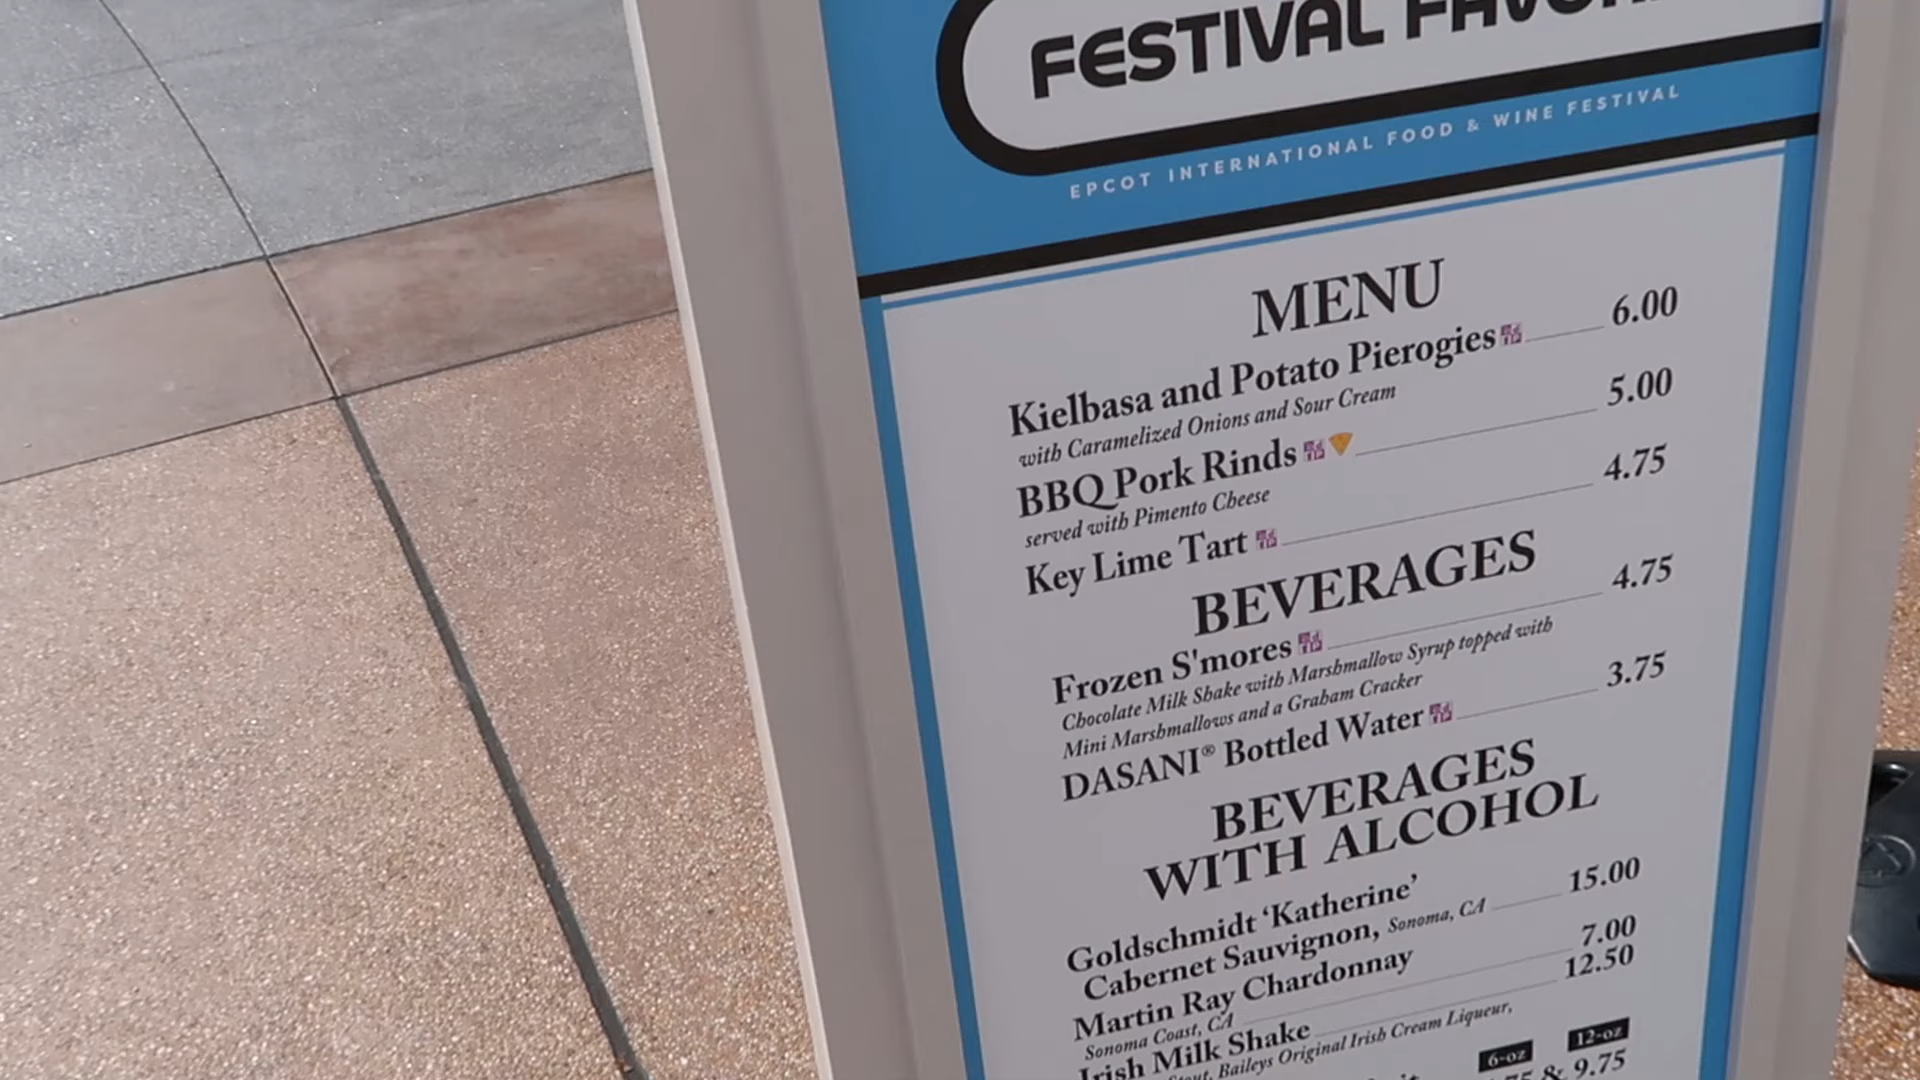 FESTIVAL
EPCOT INTERNATIONAL FOOD & WINE FESTIVAL
MENU
Kielbasa and Potato Pierogies 6.00
with Caramelized Onions and Sour Cream
BBQ Pork Rinds 5.00
served with Pimento Cheese
Key Lime Tart 4.75
BEVERAGES
Frozen S'mores 4.75
Chocolate Milk Shake with Marshmallow Syrup topped with
Mini Marshmallows and a Graham Cracker
DASANI® Bottled Water 3.75
BEVERAGES
WITH ALCOHOL
Goldschmidt ‘Katherine’
Cabernet Sauvignon, Sonoma, CA 15.00
Martin Ray Chardonnay 7.00
Sonoma Coast, CA
Irish Milk Shake 12.50
Baileys Original Irish Cream Liqueur,
6-oz 12-oz
& 9.75